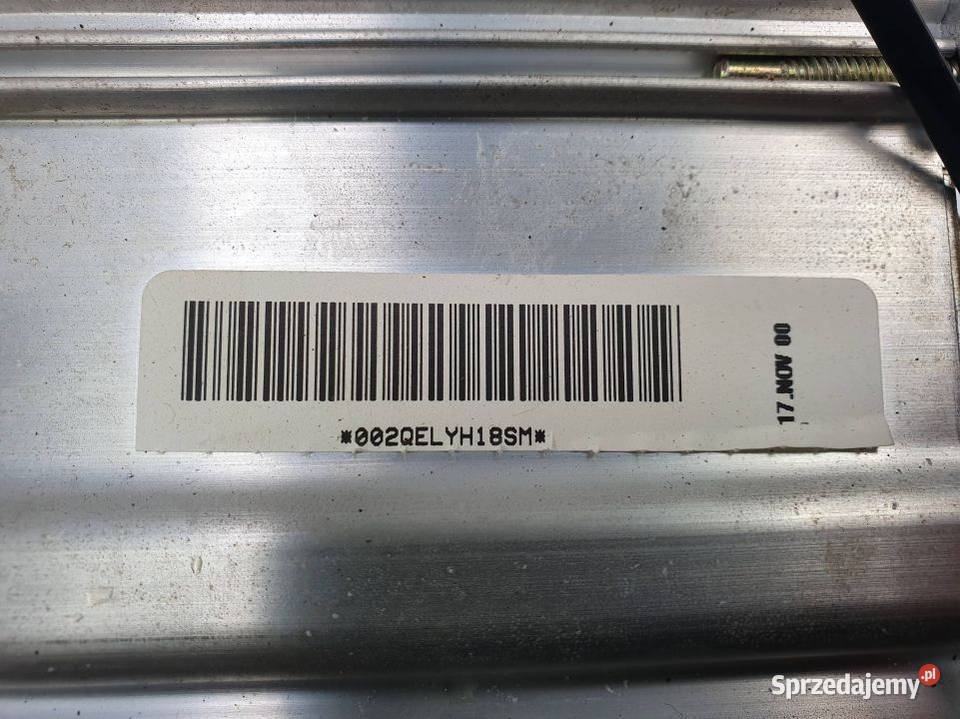 *002QELYH18SM*
17.NOV 00
Sprzedajemy.pl